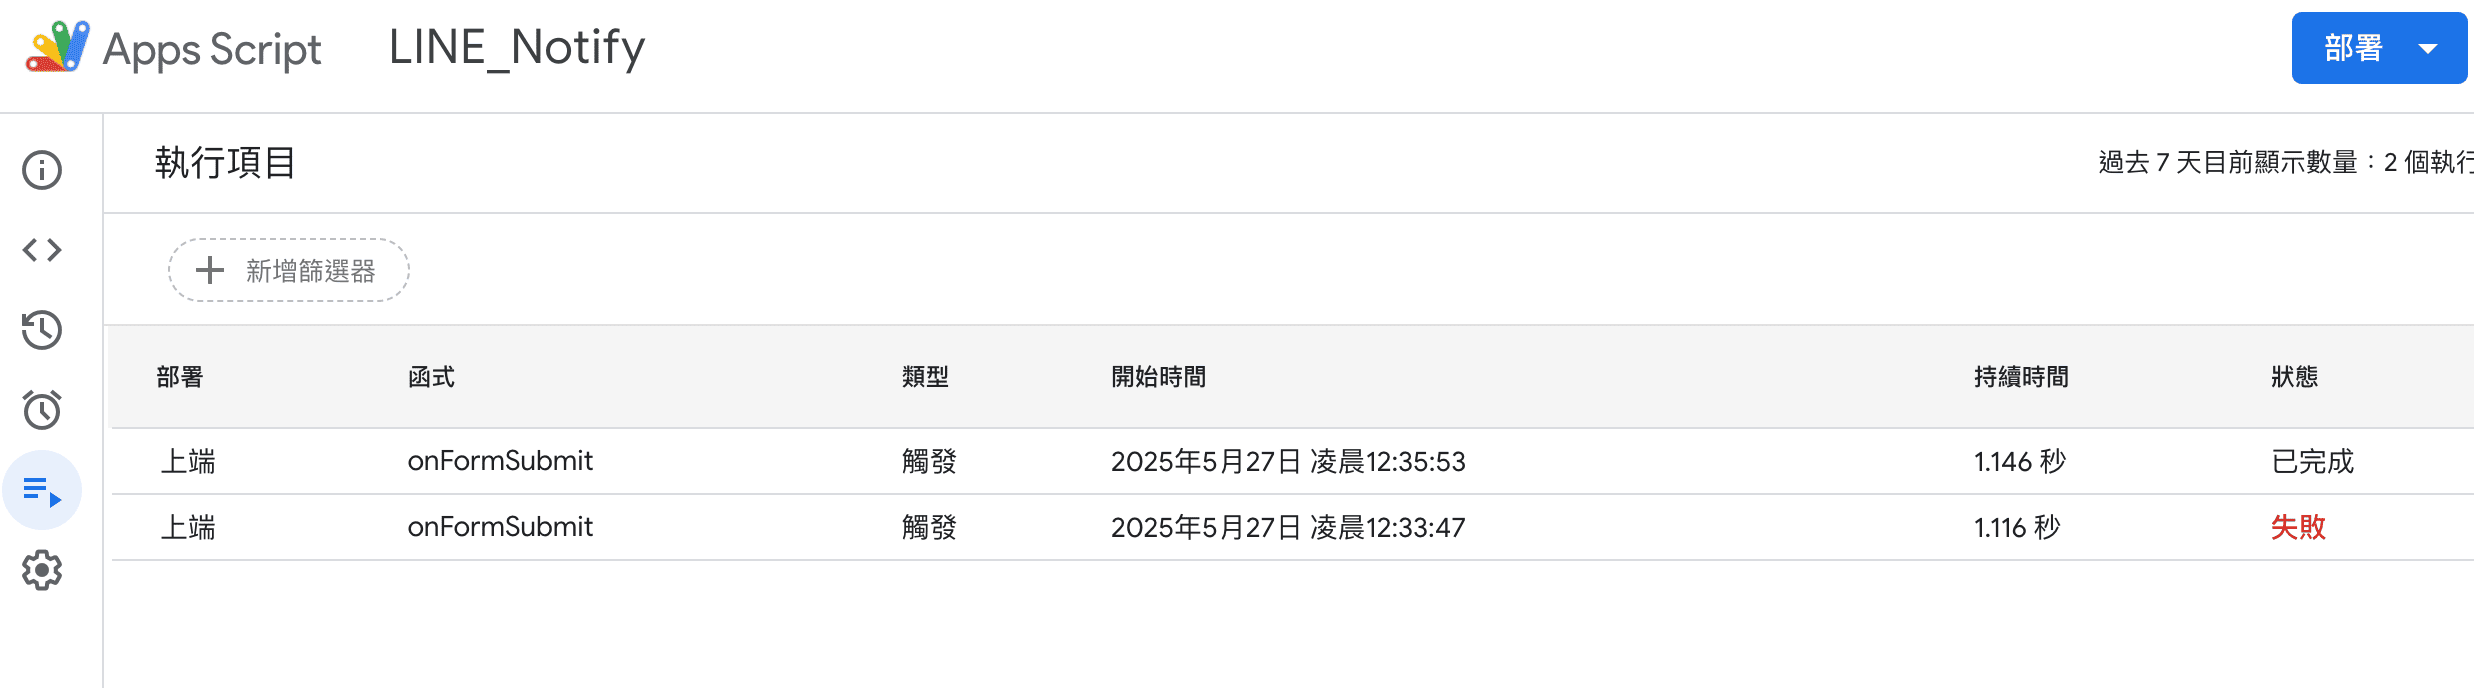 Apps Script LINE_Notify 部署
執行項目 過去 7 天目前顯示數量：2 個執行
新增篩選器
部署 函式 類型 開始時間 持續時間 狀態
上端 onFormSubmit 觸發 2025年5月27日 凌晨12:35:53 1.146 秒 已完成
上端 onFormSubmit 觸發 2025年5月27日 凌晨12:33:47 1.116 秒 失敗